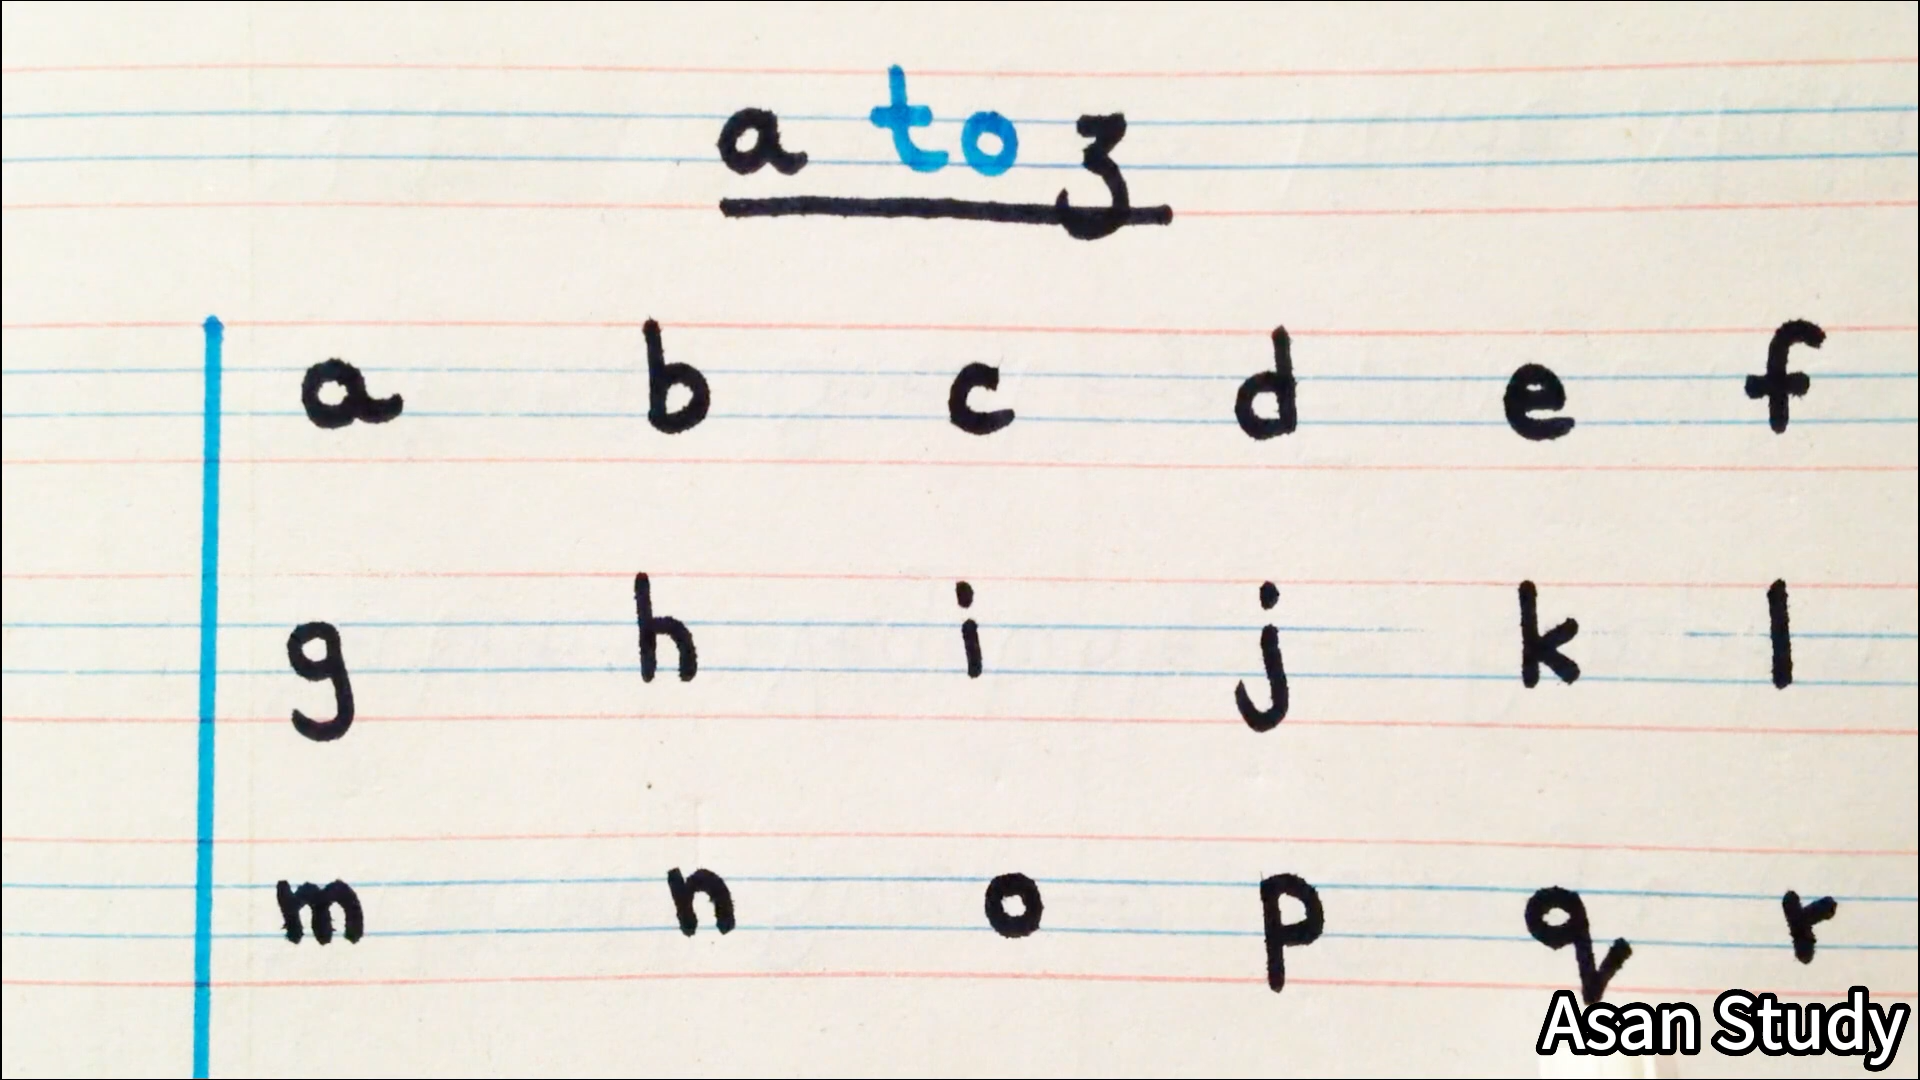 a to z
a b c d e f
g h i j k l
m n o p q r
Asan Study